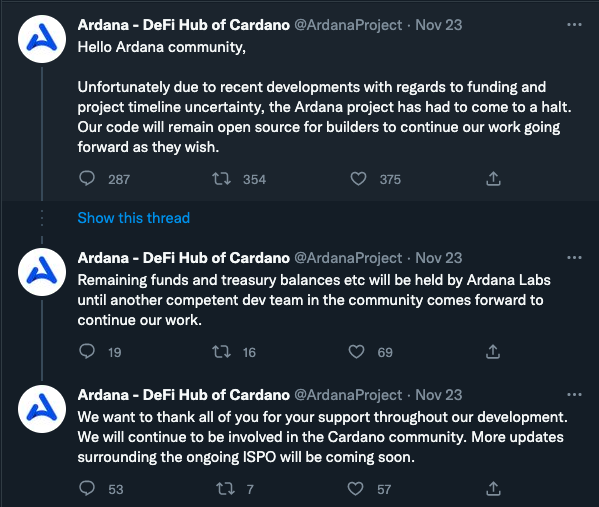 Ardana - DeFi Hub of Cardano @ArdanaProject · Nov 23
Hello Ardana community,
Unfortunately due to recent developments with regards to funding and
project timeline uncertainty, the Ardana project has had to come to a halt.
Our code will remain open source for builders to continue our work going
forward as they wish.
287 354 375
Show this thread
Ardana - DeFi Hub of Cardano @ArdanaProject · Nov 23
Remaining funds and treasury balances etc will be held by Ardana Labs
until another competent dev team in the community comes forward to
continue our work.
19 16 69
Ardana - DeFi Hub of Cardano @ArdanaProject · Nov 23
We want to thank all of you for your support throughout our development.
We will continue to be involved in the Cardano community. More updates
surrounding the ongoing ISPO will be coming soon.
53 7 57